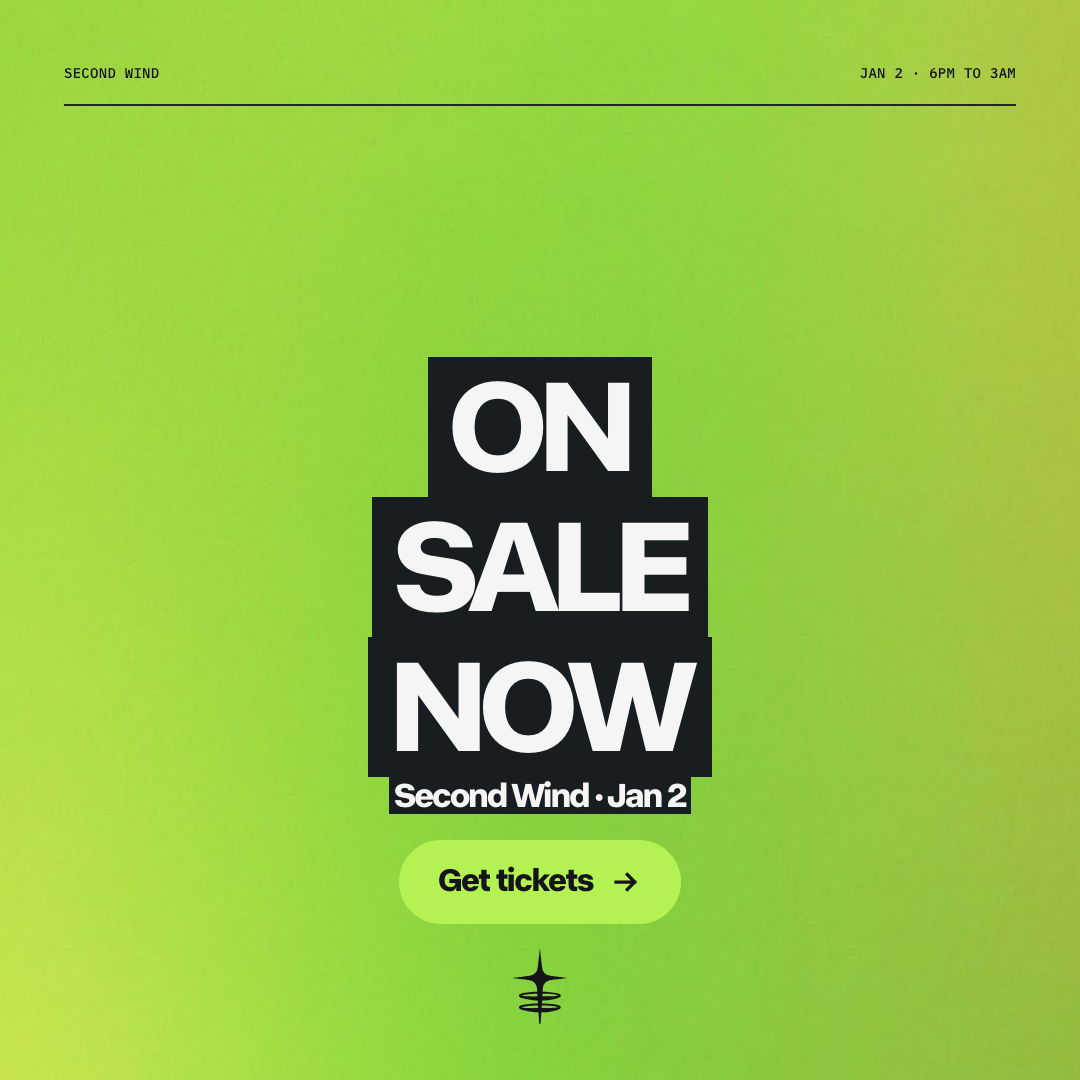 SECOND WIND
JAN 2 · 6PM TO 3AM
ON
SALE
NOW
Second Wind · Jan 2
Get tickets →